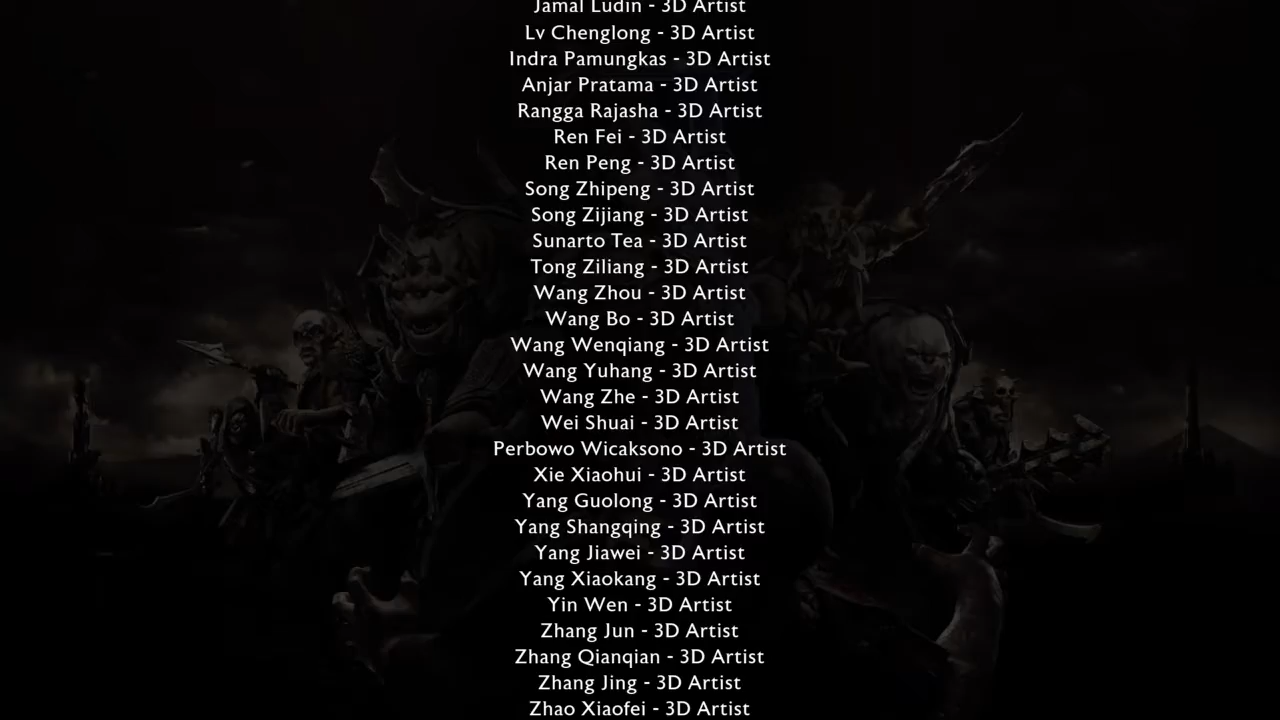 Jamal Ludin - 3D Artist
Lv Chenglong - 3D Artist
Indra Pamungkas - 3D Artist
Anjar Pratama - 3D Artist
Rangga Rajasha - 3D Artist
Ren Fei - 3D Artist
Ren Peng - 3D Artist
Song Zhipeng - 3D Artist
Song Zijiang - 3D Artist
Sunarto Tea - 3D Artist
Tong Ziliang - 3D Artist
Wang Zhou - 3D Artist
Wang Bo - 3D Artist
Wang Wenqiang - 3D Artist
Wang Yuhang - 3D Artist
Wang Zhe - 3D Artist
Wei Shuai - 3D Artist
Perbowo Wicaksono - 3D Artist
Xie Xiaohui - 3D Artist
Yang Guolong - 3D Artist
Yang Shangqing - 3D Artist
Yang Jiawei - 3D Artist
Yang Xiaokang - 3D Artist
Yin Wen - 3D Artist
Zhang Jun - 3D Artist
Zhang Qianqian - 3D Artist
Zhang Jing - 3D Artist
Zhao Xiaofei - 3D Artist